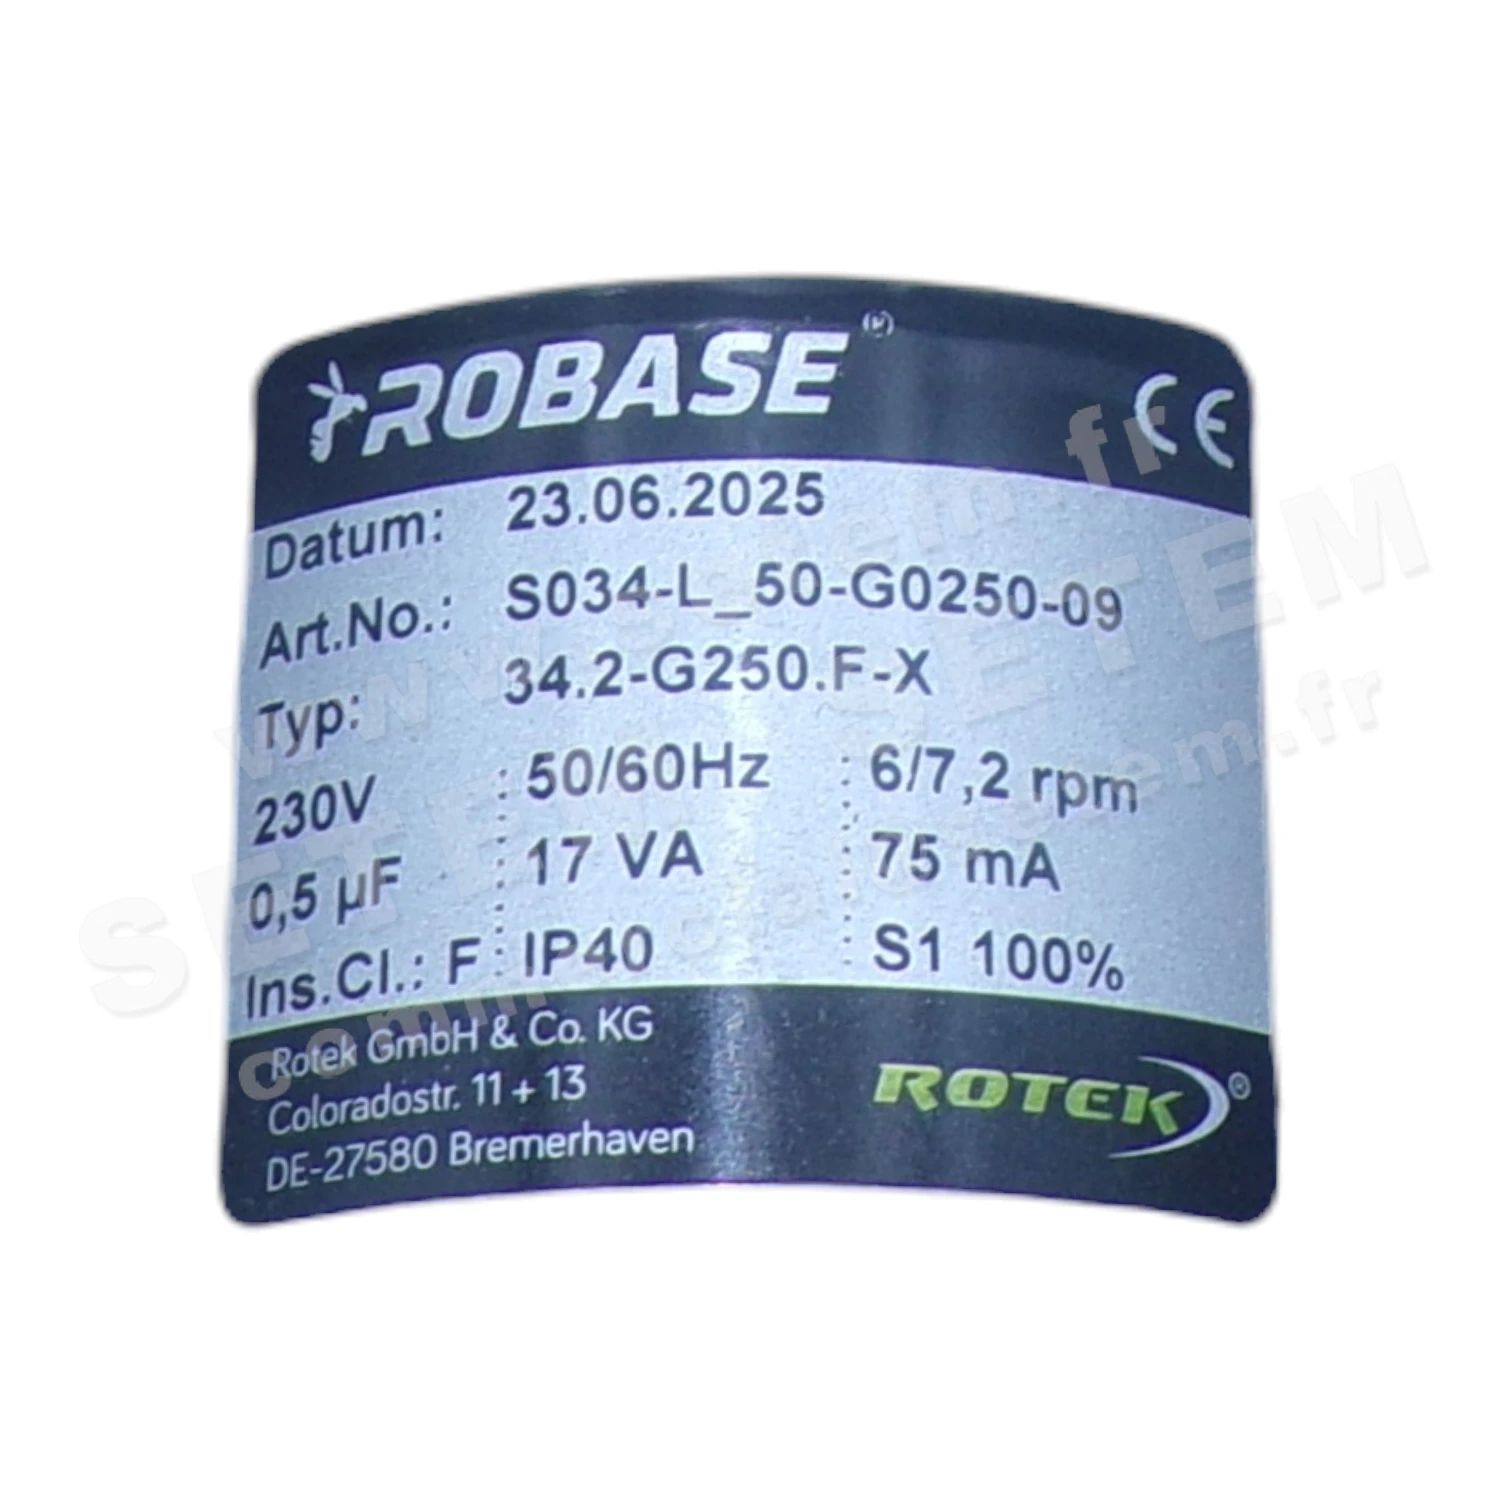 ROBASE®
CE
Datum: 23.06.2025
Art.No.: S034-L_50-G0250-09
Typ: 34.2-G250.F-X
230V : 50/60Hz : 6/7,2 rpm
0,5 µF : 17 VA : 75 mA
Ins.Cl.: F : IP40 : S1 100%
Rotek GmbH & Co. KG
Coloradostr. 11 + 13
DE-27580 Bremerhaven
ROTEK®
SETEM